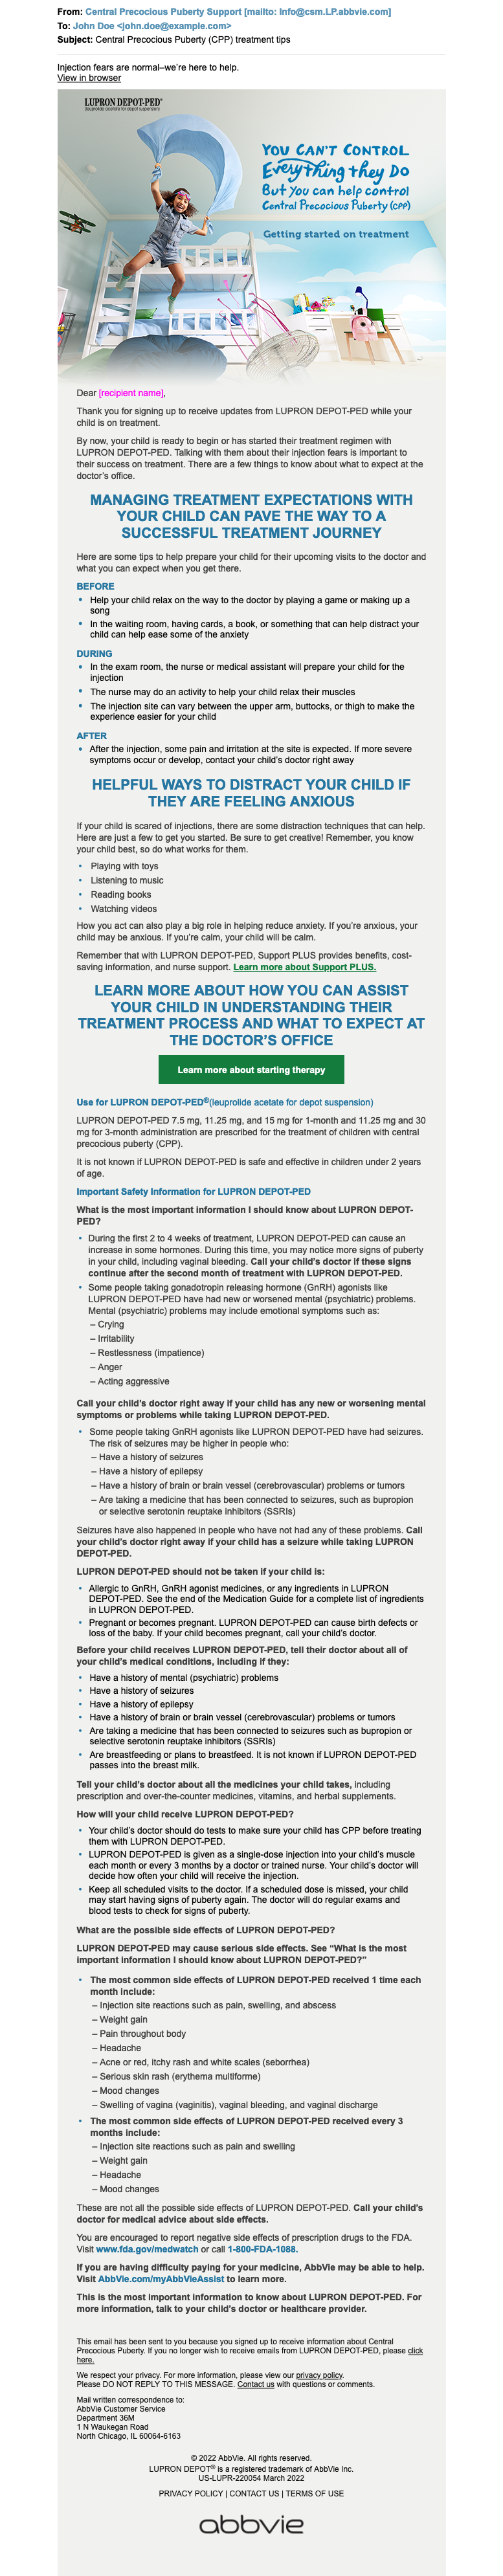 From: Central Precocious Puberty Support [mailto: Info@csm.LP.abbvie.com]
To: John Doe <john.doe@example.com>
Subject: Central Precocious Puberty (CPP) treatment tips
Injection fears are normal–we're here to help.
View in browser
LUPRON DEPOT-PED®
(leuprolide acetate for depot suspension)
YOU CAN'T CONTROL
Everything they Do
But You can help control
Central Precocious Puberty (CPP)
Getting started on treatment
Dear [recipient name],
Thank you for signing up to receive updates from LUPRON DEPOT-PED while your
child is on treatment.
By now, your child is ready to begin or has started their treatment regimen with
LUPRON DEPOT-PED. Talking with them about their injection fears is important to
their success on treatment. There are a few things to know about what to expect at the
doctor's office.
MANAGING TREATMENT EXPECTATIONS WITH
YOUR CHILD CAN PAVE THE WAY TO A
SUCCESSFUL TREATMENT JOURNEY
Here are some tips to help prepare your child for their upcoming visits to the doctor and
what you can expect when you get there.
BEFORE
• Help your child relax on the way to the doctor by playing a game or making up a
song
• In the waiting room, having cards, a book, or something that can help distract your
child can help ease some of the anxiety
DURING
• In the exam room, the nurse or medical assistant will prepare your child for the
injection
• The nurse may do an activity to help your child relax their muscles
• The injection site can vary between the upper arm, buttocks, or thigh to make the
experience easier for your child
AFTER
• After the injection, some pain and irritation at the site is expected. If more severe
symptoms occur or develop, contact your child's doctor right away
HELPFUL WAYS TO DISTRACT YOUR CHILD IF
THEY ARE FEELING ANXIOUS
If your child is scared of injections, there are some distraction techniques that can help.
Here are just a few to get you started. Be sure to get creative! Remember, you know
your child best, so do what works for them.
• Playing with toys
• Listening to music
• Reading books
• Watching videos
How you act can also play a big role in helping reduce anxiety. If you're anxious, your
child may be anxious. If you're calm, your child will be calm.
Remember that with LUPRON DEPOT-PED, Support PLUS provides benefits, cost-
saving information, and nurse support. Learn more about Support PLUS.
LEARN MORE ABOUT HOW YOU CAN ASSIST
YOUR CHILD IN UNDERSTANDING THEIR
TREATMENT PROCESS AND WHAT TO EXPECT AT
THE DOCTOR'S OFFICE
Learn more about starting therapy
Use for LUPRON DEPOT-PED®(leuprolide acetate for depot suspension)
LUPRON DEPOT-PED 7.5 mg, 11.25 mg, and 15 mg for 1-month and 11.25 mg and 30
mg for 3-month administration are prescribed for the treatment of children with central
precocious puberty (CPP).
It is not known if LUPRON DEPOT-PED is safe and effective in children under 2 years
of age.
Important Safety Information for LUPRON DEPOT-PED
What is the most important information I should know about LUPRON DEPOT-
PED?
• During the first 2 to 4 weeks of treatment, LUPRON DEPOT-PED can cause an
increase in some hormones. During this time, you may notice more signs of puberty
in your child, including vaginal bleeding. Call your child's doctor if these signs
continue after the second month of treatment with LUPRON DEPOT-PED.
• Some people taking gonadotropin releasing hormone (GnRH) agonists like
LUPRON DEPOT-PED have had new or worsened mental (psychiatric) problems.
Mental (psychiatric) problems may include emotional symptoms such as:
– Crying
– Irritability
– Restlessness (impatience)
– Anger
– Acting aggressive
Call your child's doctor right away if your child has any new or worsening mental
symptoms or problems while taking LUPRON DEPOT-PED.
• Some people taking GnRH agonists like LUPRON DEPOT-PED have had seizures.
The risk of seizures may be higher in people who:
– Have a history of seizures
– Have a history of epilepsy
– Have a history of brain or brain vessel (cerebrovascular) problems or tumors
– Are taking a medicine that has been connected to seizures, such as bupropion
or selective serotonin reuptake inhibitors (SSRIs)
Seizures have also happened in people who have not had any of these problems. Call
your child's doctor right away if your child has a seizure while taking LUPRON
DEPOT-PED.
LUPRON DEPOT-PED should not be taken if your child is:
• Allergic to GnRH, GnRH agonist medicines, or any ingredients in LUPRON
DEPOT-PED. See the end of the Medication Guide for a complete list of ingredients
in LUPRON DEPOT-PED.
• Pregnant or becomes pregnant. LUPRON DEPOT-PED can cause birth defects or
loss of the baby. If your child becomes pregnant, call your child's doctor.
Before your child receives LUPRON DEPOT-PED, tell their doctor about all of
your child's medical conditions, including if they:
• Have a history of mental (psychiatric) problems
• Have a history of seizures
• Have a history of epilepsy
• Have a history of brain or brain vessel (cerebrovascular) problems or tumors
• Are taking a medicine that has been connected to seizures such as bupropion or
selective serotonin reuptake inhibitors (SSRIs)
• Are breastfeeding or plans to breastfeed. It is not known if LUPRON DEPOT-PED
passes into the breast milk.
Tell your child's doctor about all the medicines your child takes, including
prescription and over-the-counter medicines, vitamins, and herbal supplements.
How will your child receive LUPRON DEPOT-PED?
• Your child's doctor should do tests to make sure your child has CPP before treating
them with LUPRON DEPOT-PED.
• LUPRON DEPOT-PED is given as a single-dose injection into your child's muscle
each month or every 3 months by a doctor or trained nurse. Your child's doctor will
decide how often your child will receive the injection.
• Keep all scheduled visits to the doctor. If a scheduled dose is missed, your child
may start having signs of puberty again. The doctor will do regular exams and
blood tests to check for signs of puberty.
What are the possible side effects of LUPRON DEPOT-PED?
LUPRON DEPOT-PED may cause serious side effects. See "What is the most
important information I should know about LUPRON DEPOT-PED?"
• The most common side effects of LUPRON DEPOT-PED received 1 time each
month include:
– Injection site reactions such as pain, swelling, and abscess
– Weight gain
– Pain throughout body
– Headache
– Acne or red, itchy rash and white scales (seborrhea)
– Serious skin rash (erythema multiforme)
– Mood changes
– Swelling of vagina (vaginitis), vaginal bleeding, and vaginal discharge
• The most common side effects of LUPRON DEPOT-PED received every 3
months include:
– Injection site reactions such as pain and swelling
– Weight gain
– Headache
– Mood changes
These are not all the possible side effects of LUPRON DEPOT-PED. Call your child's
doctor for medical advice about side effects.
You are encouraged to report negative side effects of prescription drugs to the FDA.
Visit www.fda.gov/medwatch or call 1-800-FDA-1088.
If you are having difficulty paying for your medicine, AbbVie may be able to help.
Visit AbbVie.com/myAbbVieAssist to learn more.
This is the most important information to know about LUPRON DEPOT-PED. For
more information, talk to your child's doctor or healthcare provider.
This email has been sent to you because you signed up to receive information about Central
Precocious Puberty. If you no longer wish to receive emails from LUPRON DEPOT-PED, please click
here.
We respect your privacy. For more information, please view our privacy policy.
Please DO NOT REPLY TO THIS MESSAGE. Contact us with questions or comments.
Mail written correspondence to:
AbbVie Customer Service
Department 36M
1 N Waukegan Road
North Chicago, IL 60064-6163
© 2022 AbbVie. All rights reserved.
LUPRON DEPOT® is a registered trademark of AbbVie Inc.
US-LUPR-220054 March 2022
PRIVACY POLICY | CONTACT US | TERMS OF USE
abbvie